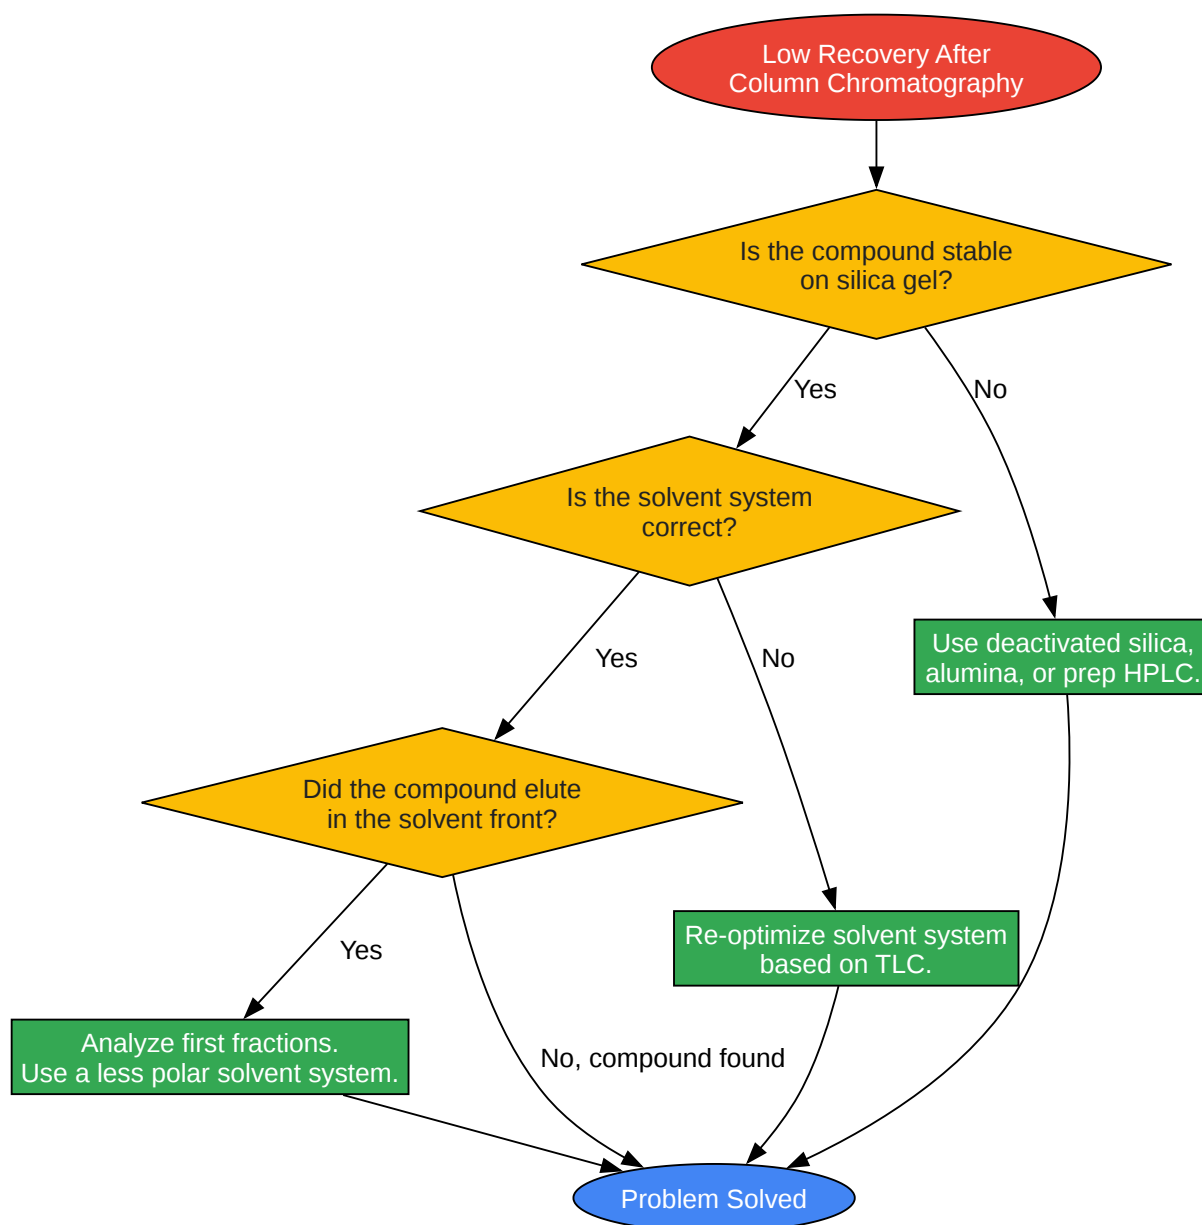 Low Recovery After
Column Chromatography
Is the compound stable
on silica gel?
Yes
No
Is the solvent system
correct?
Yes
No
Use deactivated silica,
alumina, or prep HPLC.
Did the compound elute
in the solvent front?
Yes
Re-optimize solvent system
based on TLC.
Analyze first fractions.
Use a less polar solvent system.
No, compound found
Problem Solved